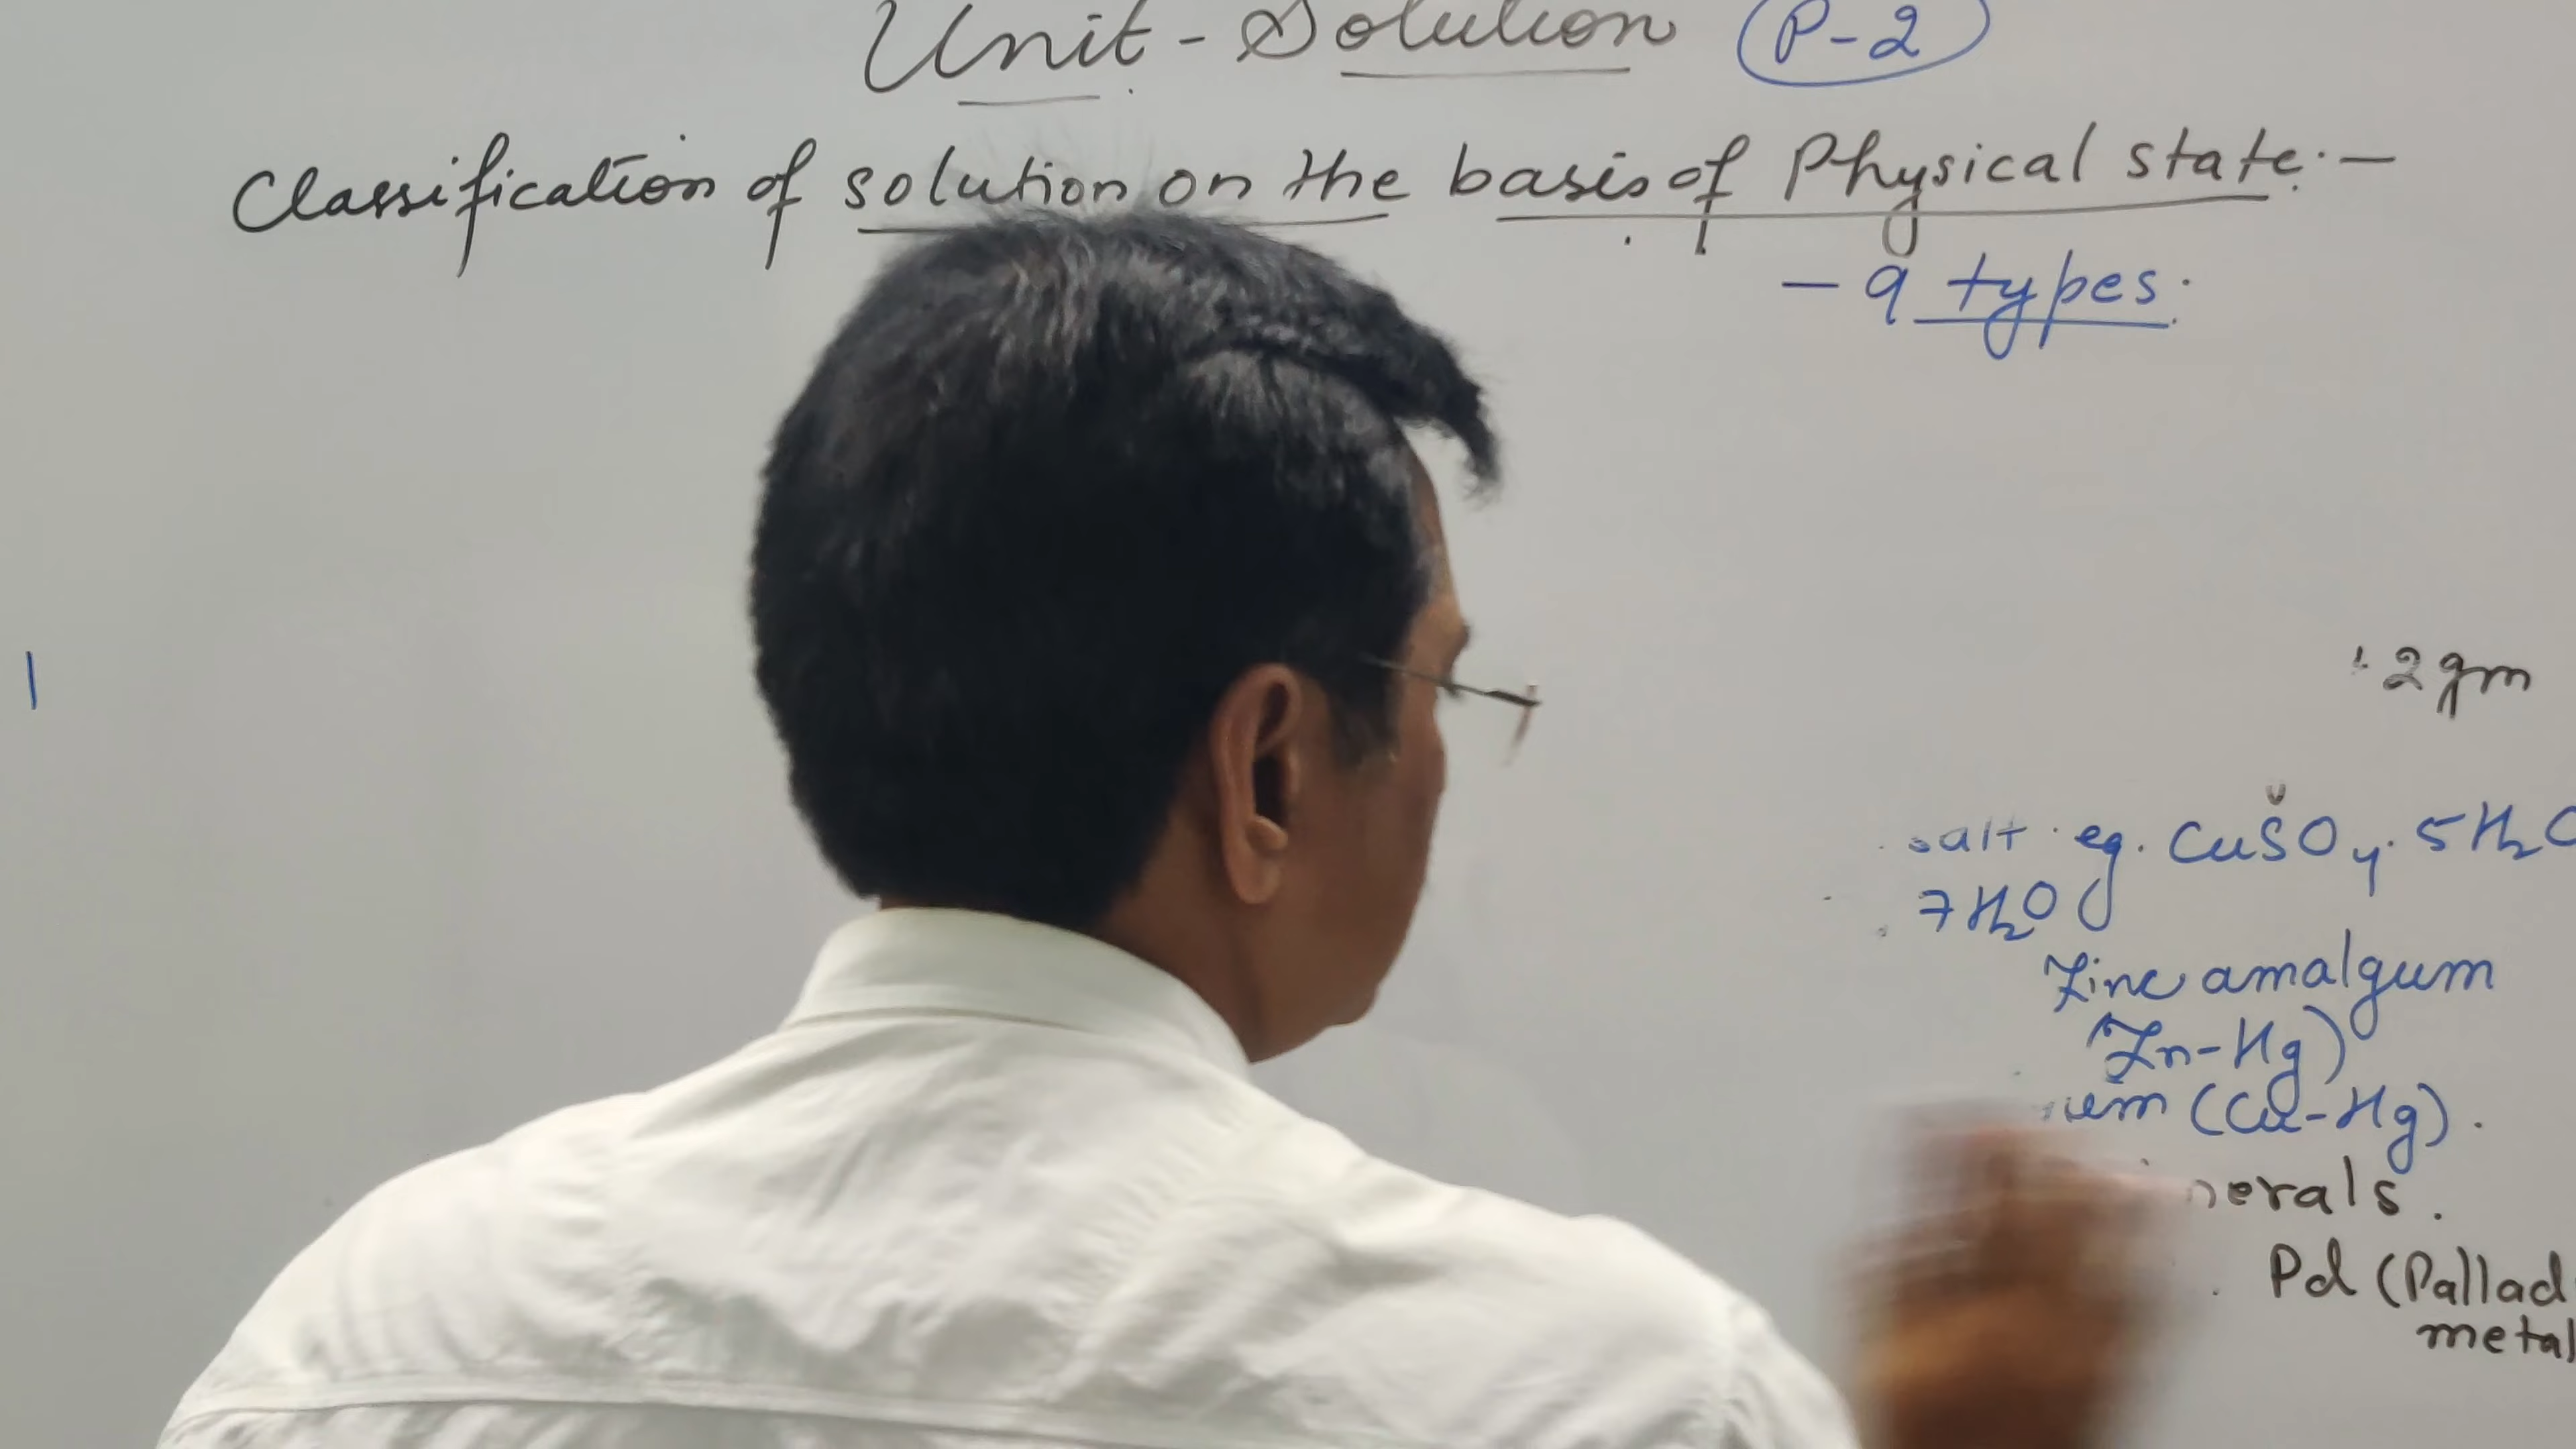 Unit - Solution P-2
Classification of solution on the basis of Physical state:-
- 9 types.
1
2gm
salt eg. CuSO4. 5H2O
7H2O
Zinc amalgum
Zn-Hg)
(Cu-Hg).
Pd (Pallad
metal